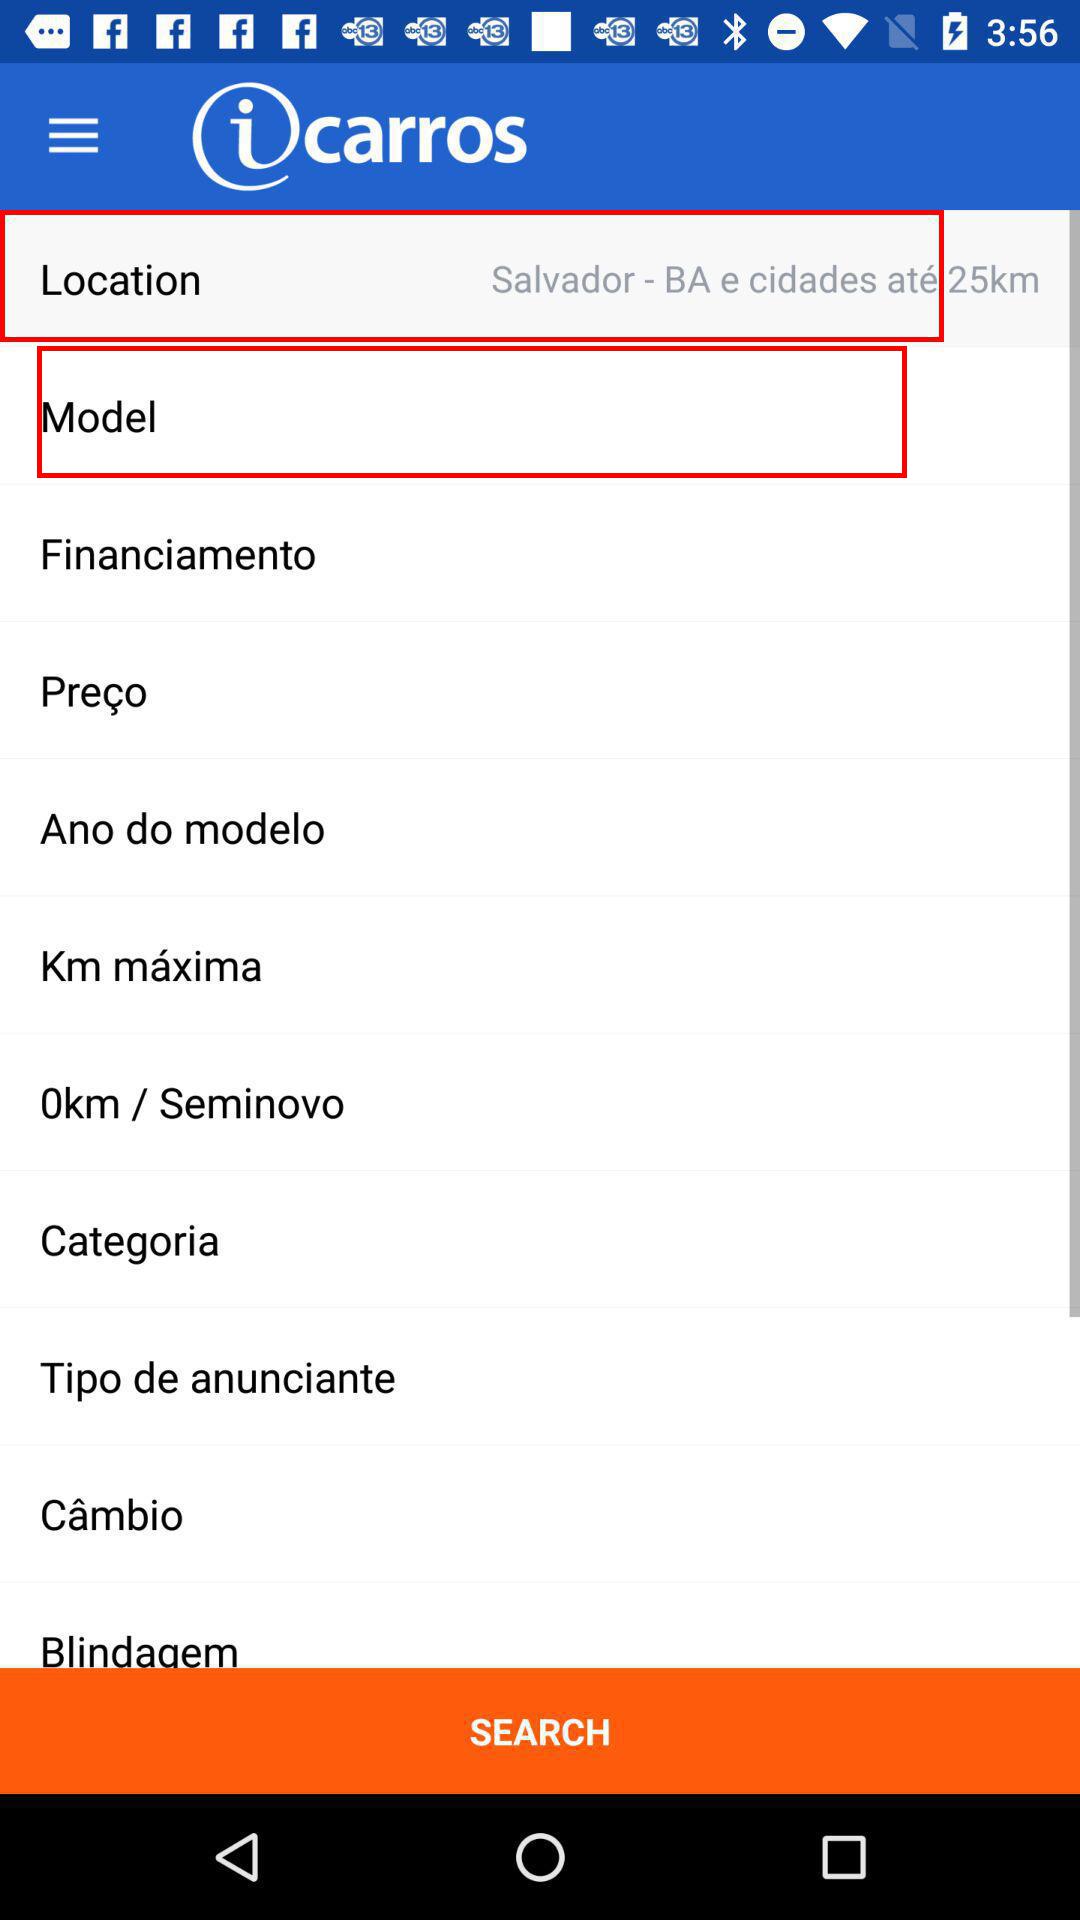 3:56
icarros
Location Salvador - BA e cidades até 25km
Model
Financiamento
Preço
Ano do modelo
Km máxima
0km / Seminovo
Categoria
Tipo de anunciante
Câmbio
Blindagem
SEARCH